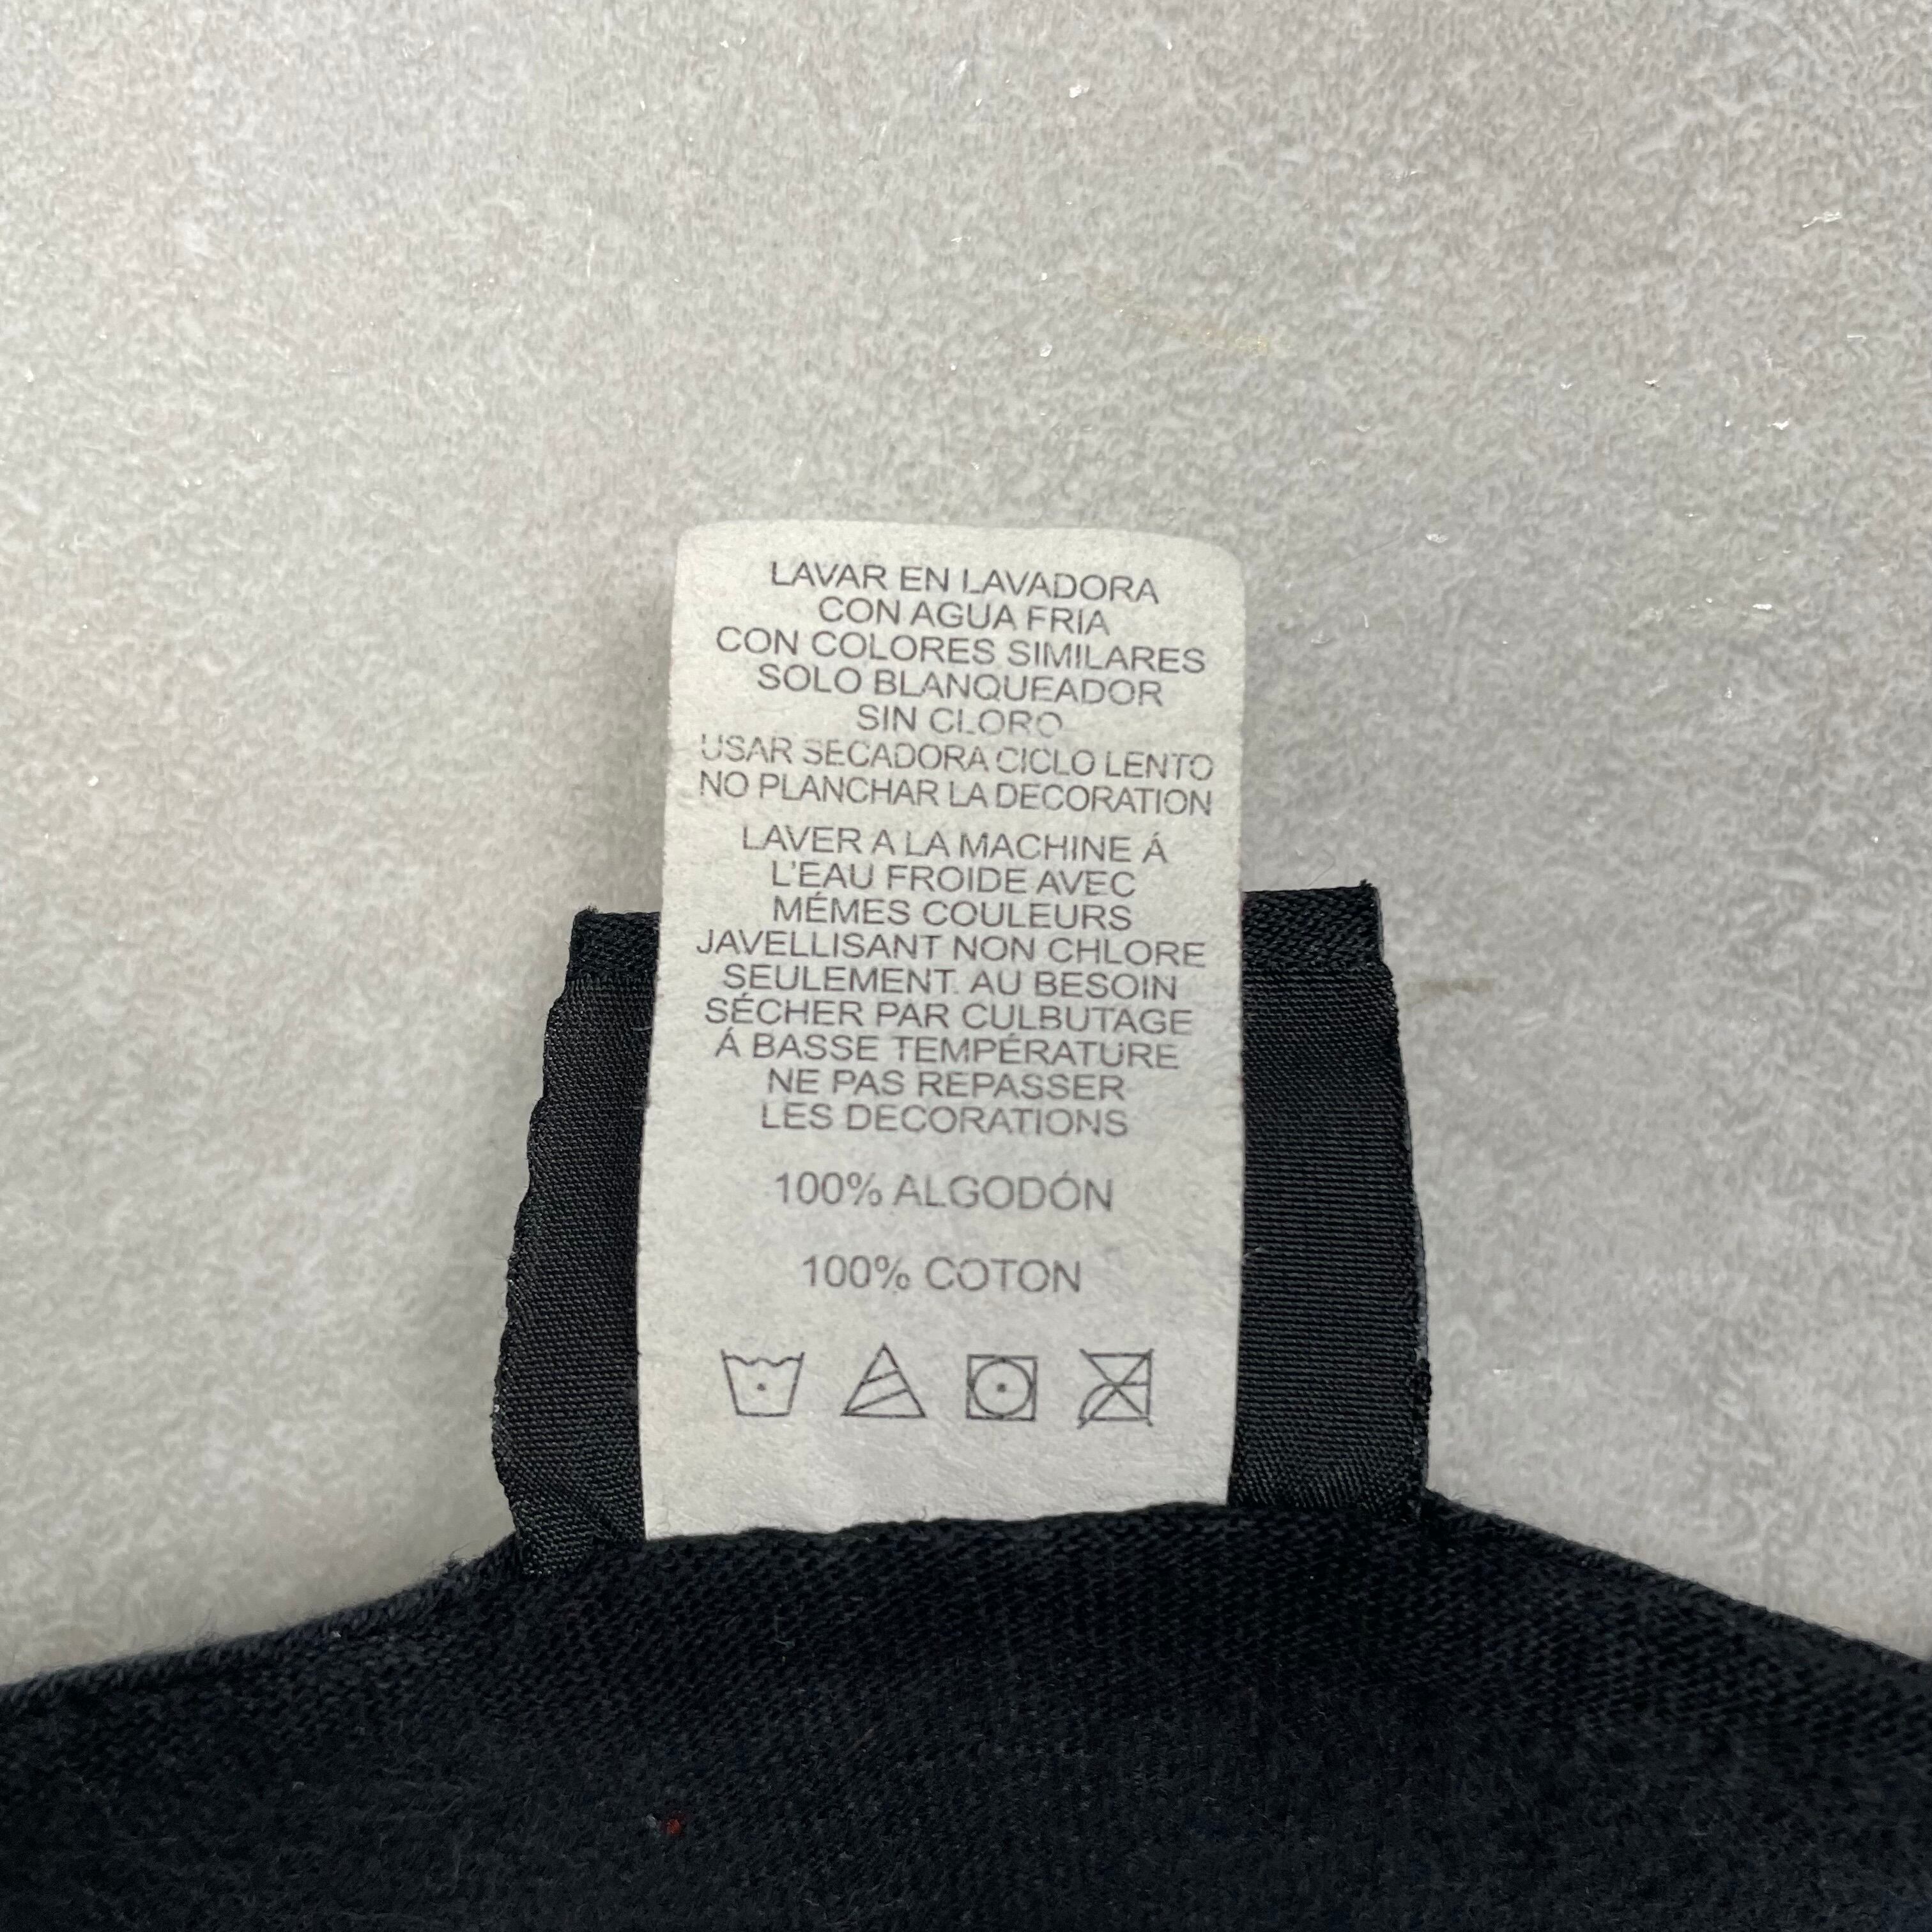 LAVAR EN LAVADORA
CON AGUA FRIA
CON COLORES SIMILARES
SOLO BLANQUEADOR
SIN CLORO
USAR SECADORA CICLO LENTO
NO PLANCHAR LA DECORATION
LAVER A LA MACHINE Á
L'EAU FROIDE AVEC
MÉMES COULEURS
JAVELLISANT NON CHLORE
SEULEMENT. AU BESOIN
SÉCHER PAR CULBUTAGE
Á BASSE TEMPÉRATURE
NE PAS REPASSER
LES DECORATIONS
100% ALGODÓN
100% COTON